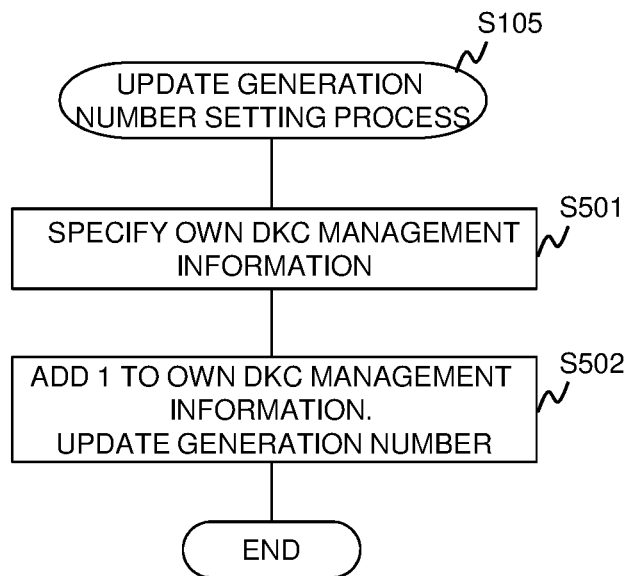 S105
UPDATE GENERATION
NUMBER SETTING PROCESS
S501
SPECIFY OWN DKC MANAGEMENT
INFORMATION
S502
ADD 1 TO OWN DKC MANAGEMENT
INFORMATION.
UPDATE GENERATION NUMBER
END